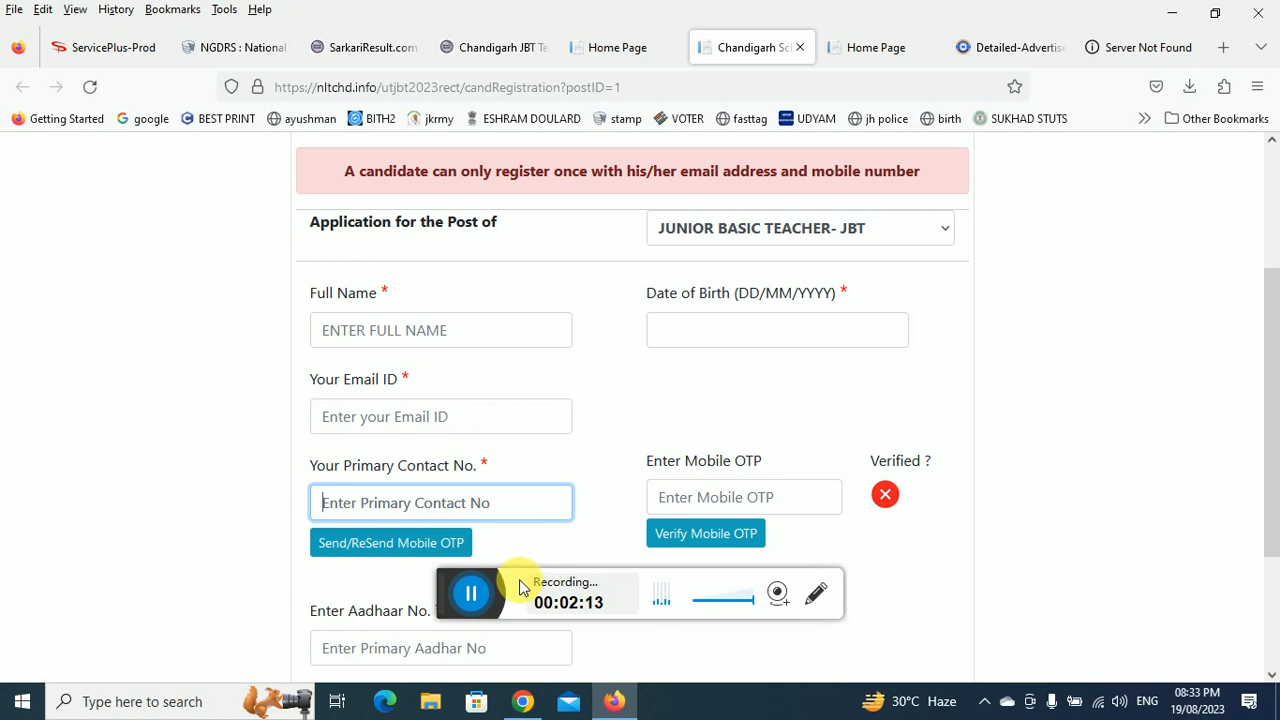 File Edit View History Bookmarks Tools Help
ServicePlus-Prod NGDRS : National SarkariResult.com Chandigarh JBT Te Home Page Chandigarh Sc Home Page Detailed-Advertise Server Not Found
https://nltchd.info/utjbt2023rect/candRegistration?postID=1
Getting Started google BEST PRINT ayushman BITH2 jkrmy ESHRAM DOULARD stamp VOTER fasttag UDYAM jh police birth SUKHAD STUTS Other Bookmarks
A candidate can only register once with his/her email address and mobile number
Application for the Post of JUNIOR BASIC TEACHER- JBT
Full Name * Date of Birth (DD/MM/YYYY) *
ENTER FULL NAME
Your Email ID *
Enter your Email ID
Your Primary Contact No. * Enter Mobile OTP Verified ?
Enter Primary Contact No Enter Mobile OTP
Send/ReSend Mobile OTP Verify Mobile OTP
Recording...
00:02:13
Enter Aadhaar No.
Enter Primary Aadhar No
Type here to search 30°C Haze ENG 08:33 PM
19/08/2023